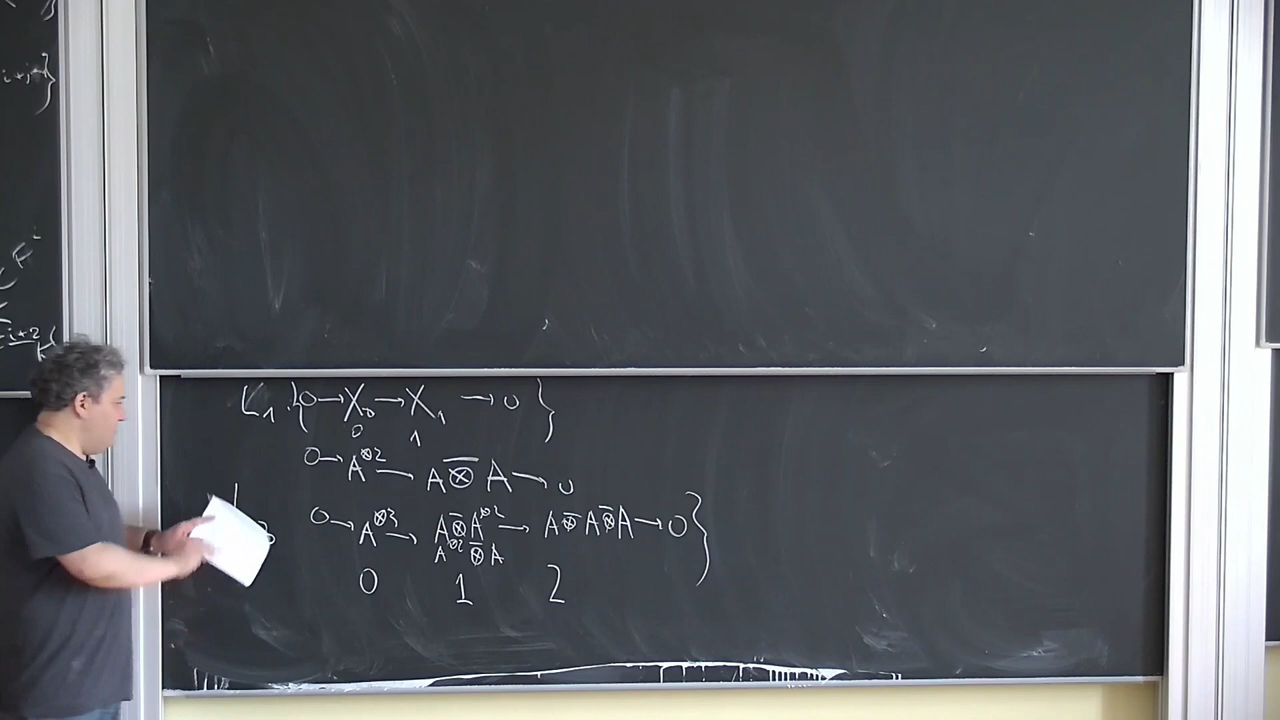 L₁ : { 0 → X₀ → X₁ → 0 }
0 1
0 → A^{⊗2} → A ⊗̅ A → 0
0 → A^{⊗3} → A ⊗̅ A^{⊗2} → A ⊗̅ A ⊗̅ A → 0 }
A^{⊗2} ⊗̅ A
0 1 2